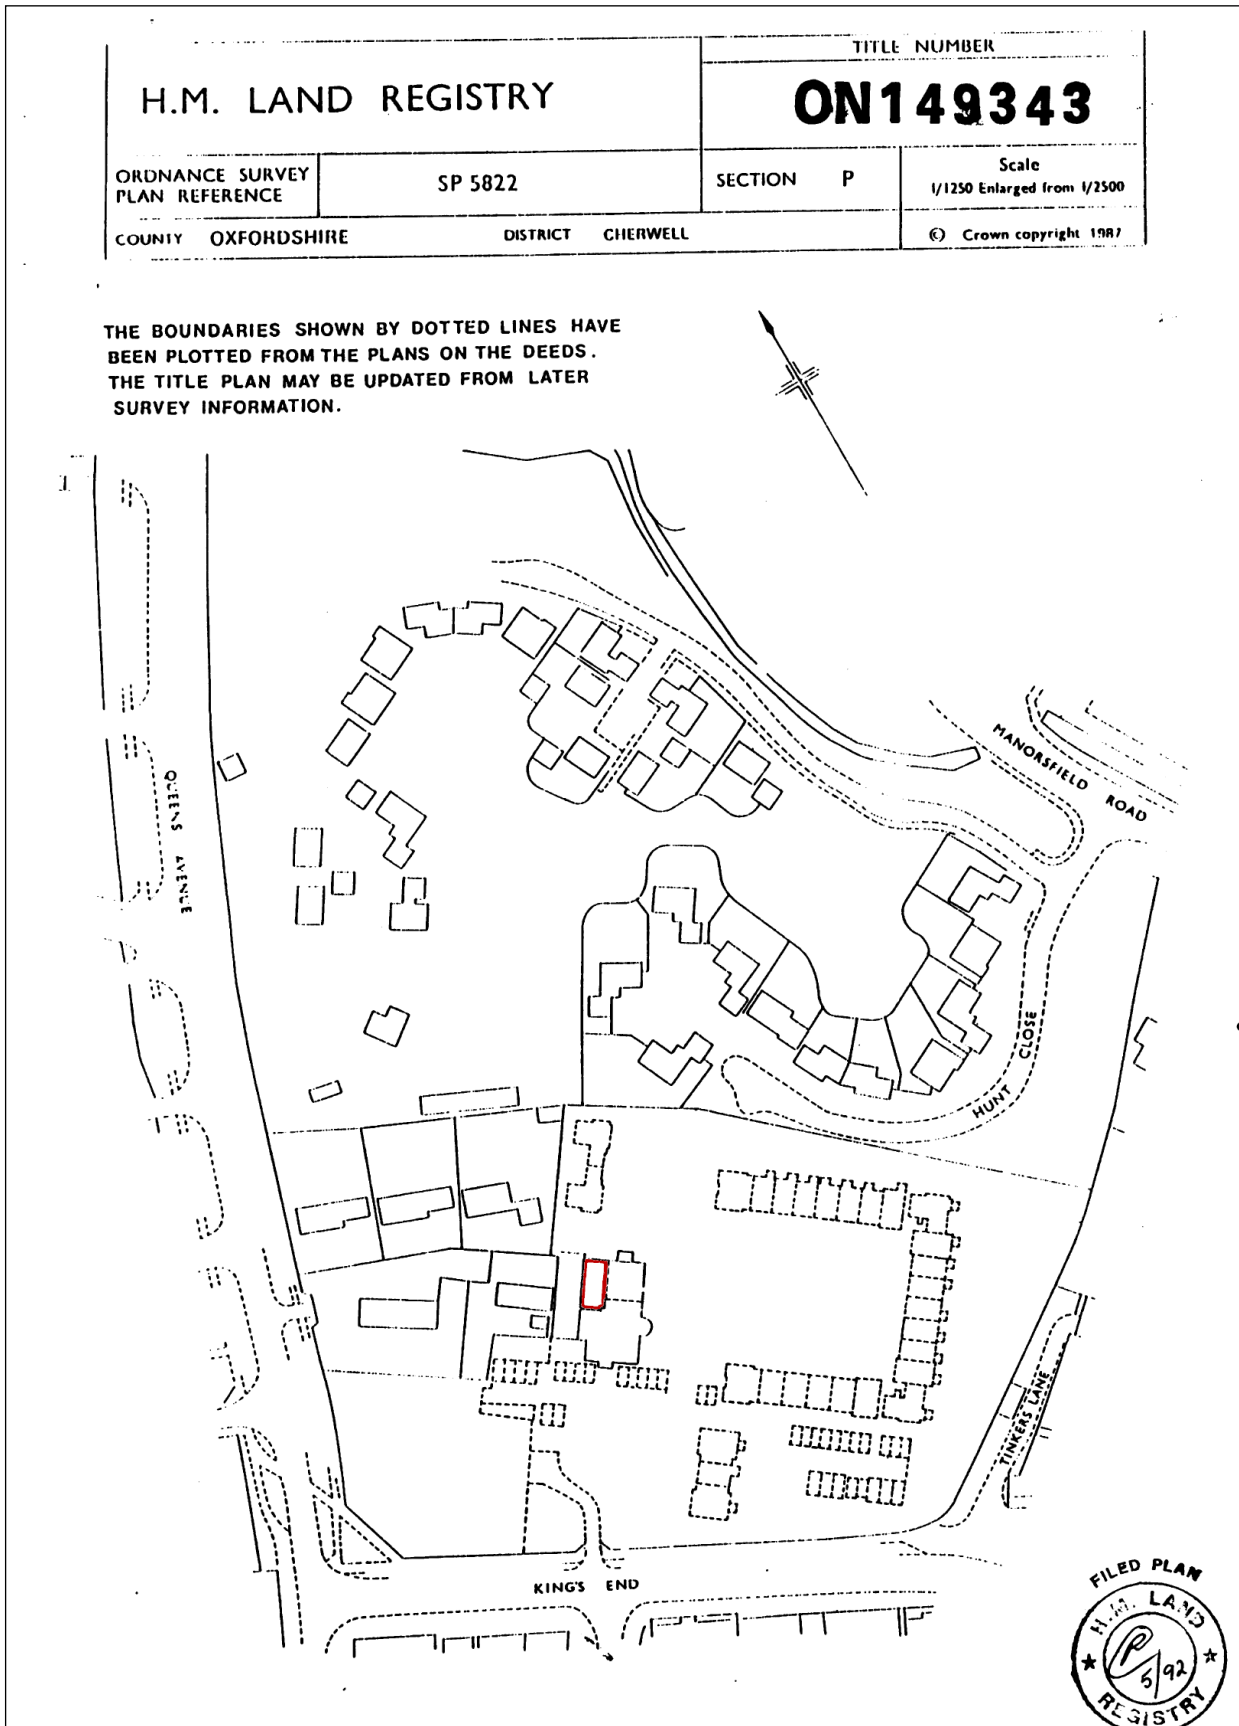 TITLE NUMBER
H.M. LAND REGISTRY
ON149343
ORDNANCE SURVEY
PLAN REFERENCE
SP 5822
SECTION P
Scale
1/1250 Enlarged from 1/2500
COUNTY OXFORDSHIRE
DISTRICT CHERWELL
© Crown copyright 1987
THE BOUNDARIES SHOWN BY DOTTED LINES HAVE
BEEN PLOTTED FROM THE PLANS ON THE DEEDS.
THE TITLE PLAN MAY BE UPDATED FROM LATER
SURVEY INFORMATION.
MANORSFIELD ROAD
QUEENS AVENUE
HUNT CLOSE
TINKERS LANE
KING'S END
FILED PLAN
H.M. LAND
P
5/92
REGISTRY